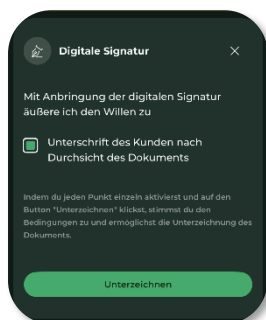 Digitale Signatur
Mit Anbringung der digitalen Signatur
äußere ich den Willen zu
Unterschrift des Kunden nach
Durchsicht des Dokuments
Indem du jeden Punkt einzeln aktivierst und auf den
Button "Unterzeichnen" klickst, stimmst du den
Bedingungen zu und ermöglichst die Unterzeichnung des
Dokuments.
Unterzeichnen